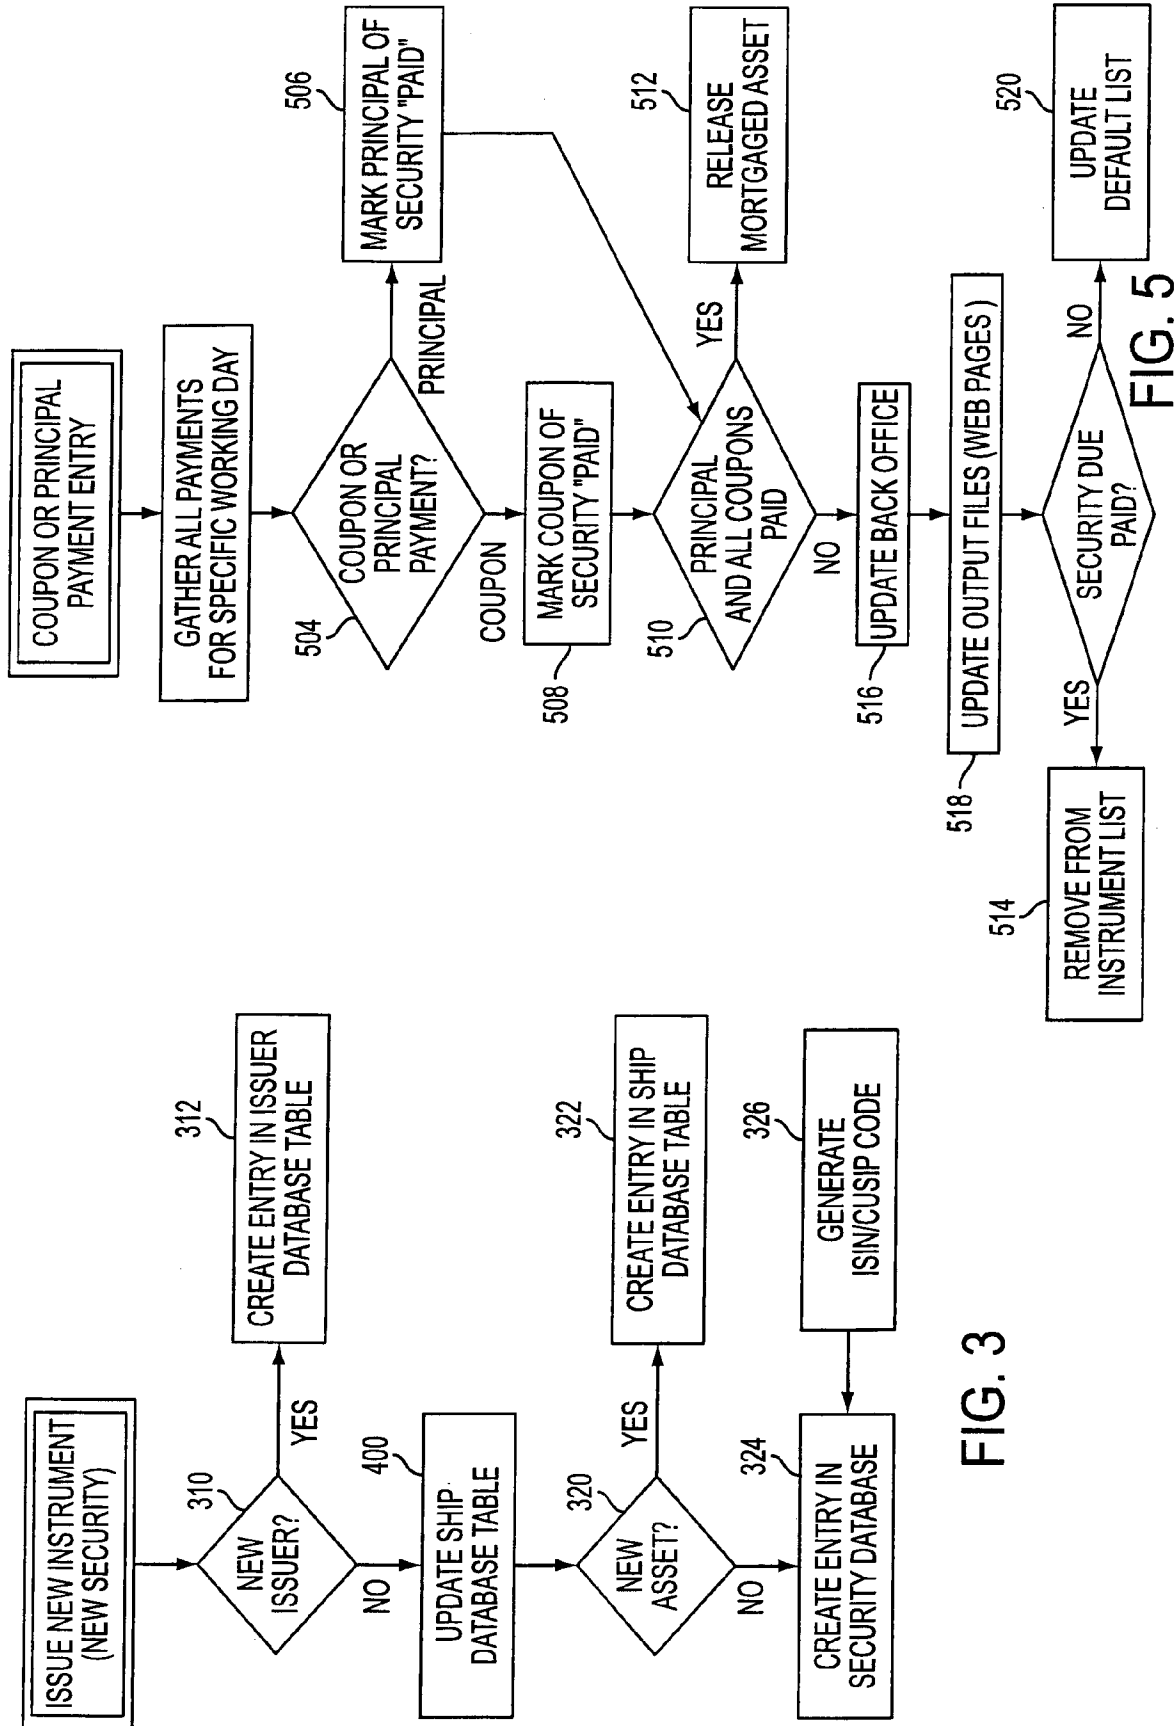 ISSUE NEW INSTRUMENT
(NEW SECURITY)
310
NEW
ISSUER?
YES
312
CREATE ENTRY IN ISSUER
DATABASE TABLE
NO
400
UPDATE SHIP
DATABASE TABLE
320
NEW
ASSET?
YES
322
CREATE ENTRY IN SHIP
DATABASE TABLE
NO
324
CREATE ENTRY IN
SECURITY DATABASE
326
GENERATE
ISIN/CUSIP CODE
FIG. 3
COUPON OR PRINCIPAL
PAYMENT ENTRY
GATHER ALL PAYMENTS
FOR SPECIFIC WORKING DAY
504
COUPON OR
PRINCIPAL
PAYMENT?
PRINCIPAL
506
MARK PRINCIPAL OF
SECURITY "PAID"
COUPON
508
MARK COUPON OF
SECURITY "PAID"
510
PRINCIPAL
AND ALL COUPONS
PAID
YES
512
RELEASE
MORTGAGED ASSET
NO
516
UPDATE BACK OFFICE
518
UPDATE OUTPUT FILES (WEB PAGES )
SECURITY DUE
PAID?
YES
514
REMOVE FROM
INSTRUMENT LIST
NO
520
UPDATE
DEFAULT LIST
FIG. 5